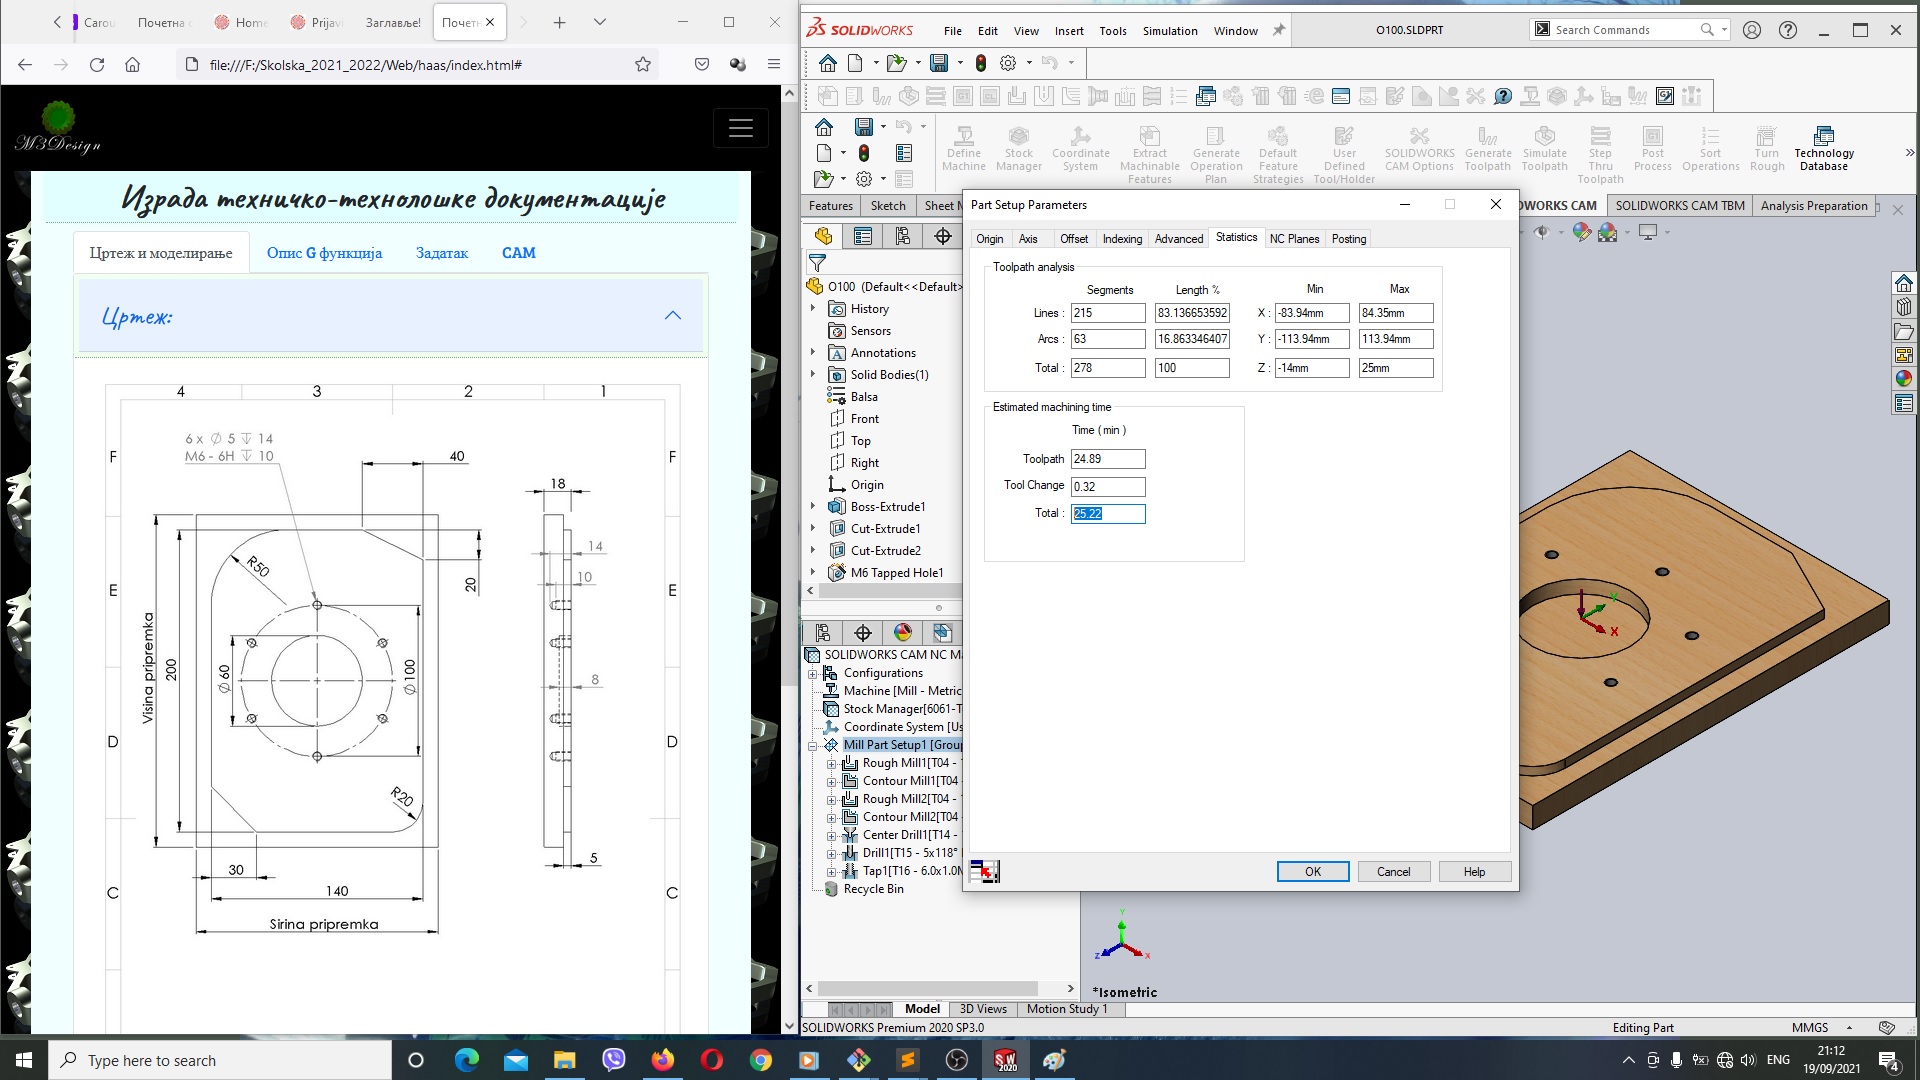 Carou
Почетна
Home
Prijavi
Заглавље!
Почетн
file:///F:/Skolska_2021_2022/Web/haas/index.html#
M3Design
Израда техничко-технолошке документације
Цртеж и моделирање
Опис G функција
Задатак
CAM
Цртеж:
4 3 2 1
6 x ∅ 5 ↧ 14
M6 - 6H ↧ 10
40
18
F F
14
10
R50
20
E E
Visina pripremka
200
∅ 60
∅ 100
8
D D
R20
5
30
140
C C
Sirina pripremka
SOLIDWORKS
File Edit View Insert Tools Simulation Window
O100.SLDPRT
Search Commands
Define Machine
Stock Manager
Coordinate System
Extract Machinable Features
Generate Operation Plan
Default Feature Strategies
User Defined Tool/Holder
SOLIDWORKS CAM Options
Generate Toolpath
Simulate Toolpath
Step Thru Toolpath
Post Process
Sort Operations
Turn Rough
Technology Database
Features Sketch Sheet M
DWORKS CAM SOLIDWORKS CAM TBM Analysis Preparation
O100 (Default<<Default>
History
Sensors
Annotations
Solid Bodies(1)
Balsa
Front
Top
Right
Origin
Boss-Extrude1
Cut-Extrude1
Cut-Extrude2
M6 Tapped Hole1
SOLIDWORKS CAM NC Ma
Configurations
Machine [Mill - Metric
Stock Manager[6061-T
Coordinate System [Us
Mill Part Setup1 [Group
Rough Mill1[T04 -
Contour Mill1[T04
Rough Mill2[T04 -
Contour Mill2[T04
Center Drill1[T14 -
Drill1[T15 - 5x118°
Tap1[T16 - 6.0x1.0M
Recycle Bin
Part Setup Parameters
Origin Axis Offset Indexing Advanced Statistics NC Planes Posting
Toolpath analysis
Segments Length % Min Max
Lines : 215 83.136653592 X : -83.94mm 84.35mm
Arcs : 63 16.863346407 Y : -113.94mm 113.94mm
Total : 278 100 Z : -14mm 25mm
Estimated machining time
Time ( min )
Toolpath 24.89
Tool Change 0.32
Total : 25.22
OK Cancel Help
Y
X
Y
Z
X
*Isometric
Model 3D Views Motion Study 1
SOLIDWORKS Premium 2020 SP3.0
Editing Part
MMGS
Type here to search
SW
2020
ENG
21:12
19/09/2021
4